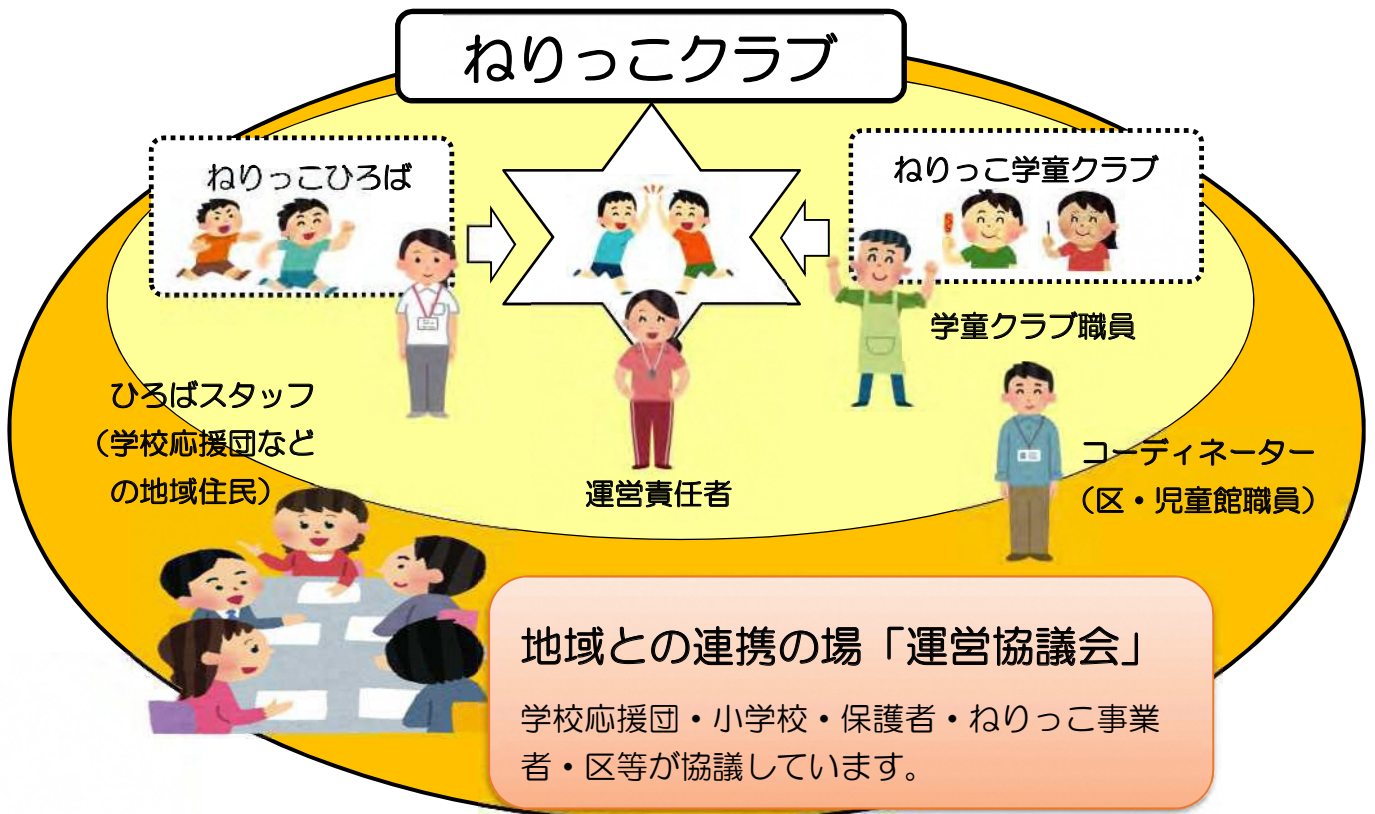 ねりっこクラブ
ねりっこひろば
ねりっこ学童クラブ
学童クラブ職員
ひろばスタッフ
（学校応援団など
の地域住民）
運営責任者
コーディネーター
（区・児童館職員）
地域との連携の場「運営協議会」
学校応援団・小学校・保護者・ねりっこ事業
者・区等が協議しています。